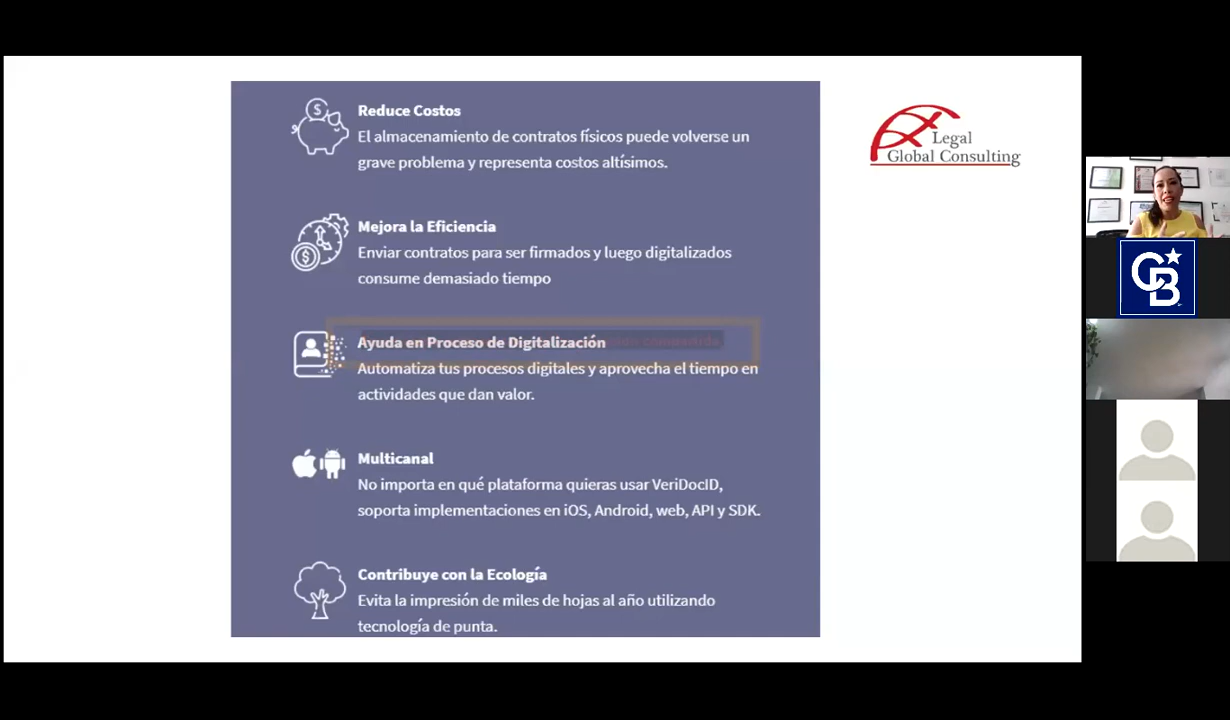 Reduce Costos
El almacenamiento de contratos físicos puede volverse un
grave problema y representa costos altísimos.
Mejora la Eficiencia
Enviar contratos para ser firmados y luego digitalizados
consume demasiado tiempo
Ayuda en Proceso de Digitalización
Automatiza tus procesos digitales y aprovecha el tiempo en
actividades que dan valor.
Multicanal
No importa en qué plataforma quieras usar VeriDocID,
soporta implementaciones en iOS, Android, web, API y SDK.
Contribuye con la Ecología
Evita la impresión de miles de hojas al año utilizando
tecnología de punta.
Legal
Global Consulting
CB